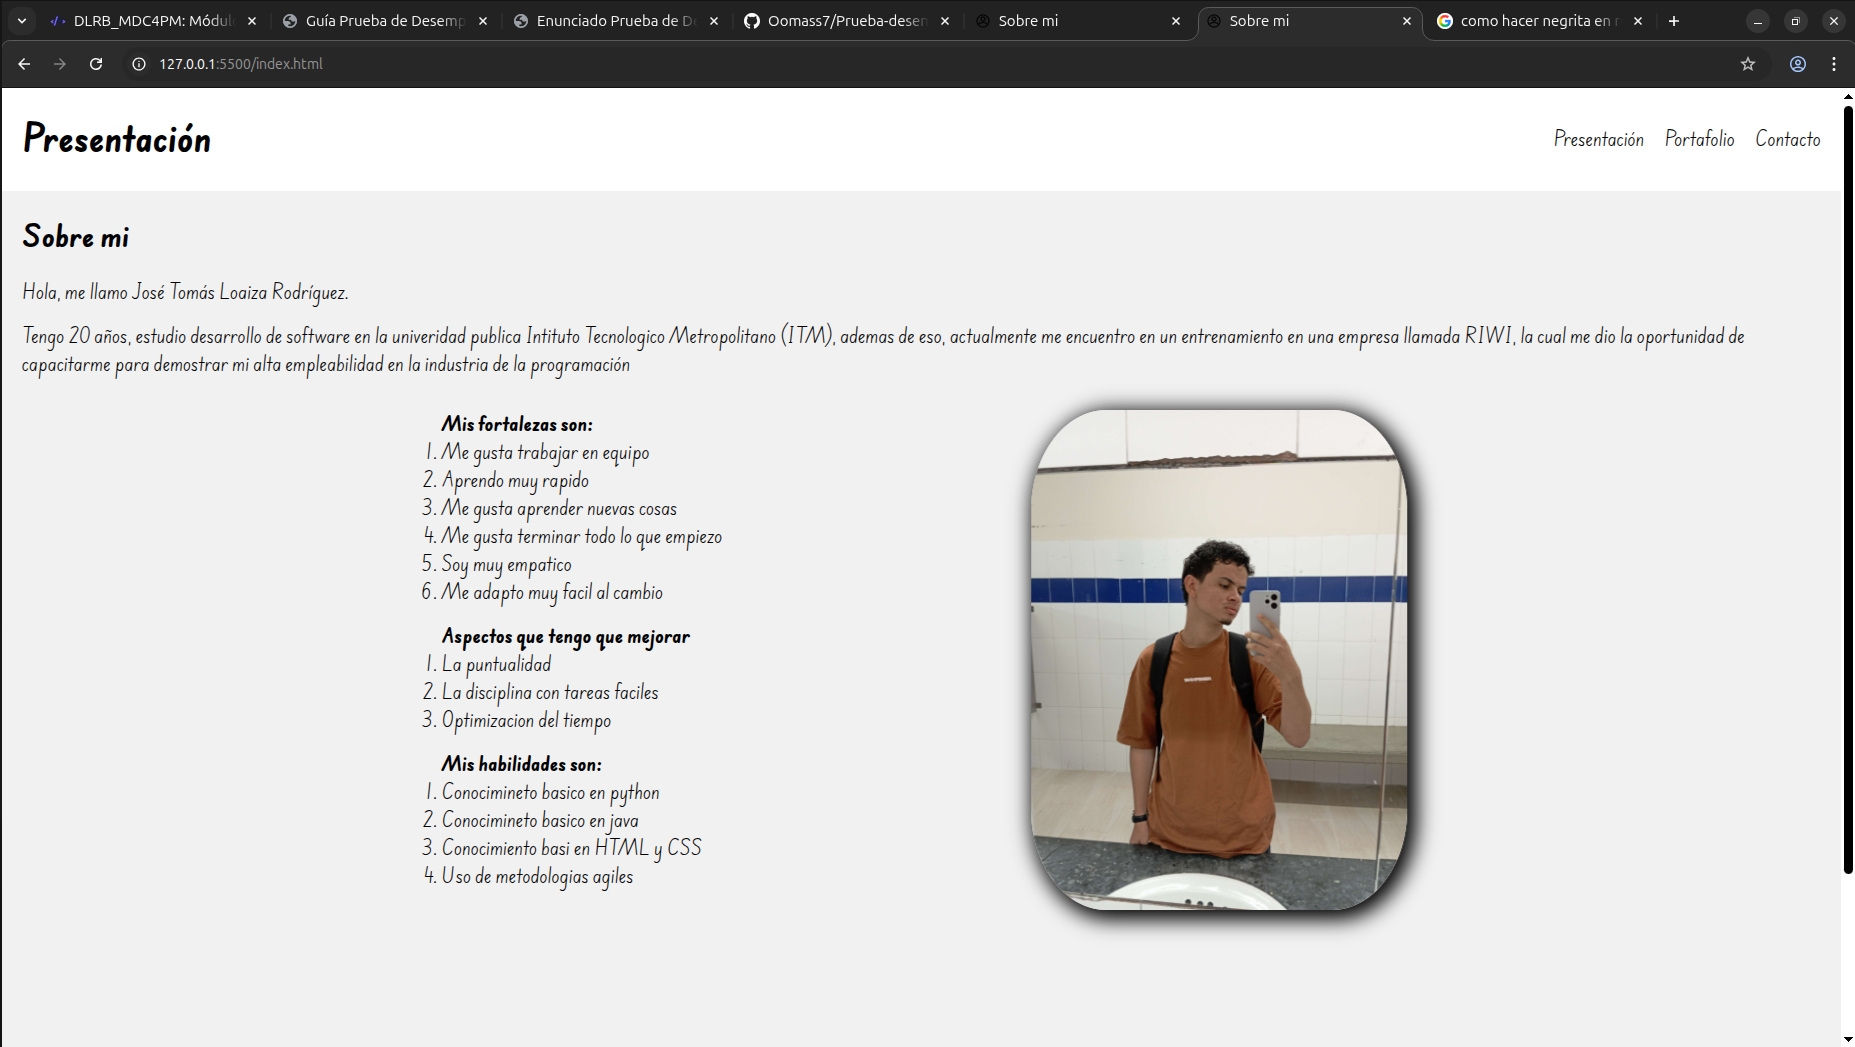 DLRB_MDC4PM: Módul
Guía Prueba de Desemp
Enunciado Prueba de De
Oomass7/Prueba-desem
Sobre mi
Sobre mi
como hacer negrita en r
127.0.0.1:5500/index.html
Presentación
Presentación
Portafolio
Contacto
Sobre mi
Hola, me llamo José Tomás Loaiza Rodríguez.
Tengo 20 años, estudio desarrollo de software en la univeridad publica Intituto Tecnologico Metropolitano (ITM), ademas de eso, actualmente me encuentro en un entrenamiento en una empresa llamada RIWI, la cual me dio la oportunidad de
capacitarme para demostrar mi alta empleabilidad en la industria de la programación
Mis fortalezas son:
1. Me gusta trabajar en equipo
2. Aprendo muy rapido
3. Me gusta aprender nuevas cosas
4. Me gusta terminar todo lo que empiezo
5. Soy muy empatico
6. Me adapto muy facil al cambio
Aspectos que tengo que mejorar
1. La puntualidad
2. La disciplina con tareas faciles
3. Optimizacion del tiempo
Mis habilidades son:
1. Conocimineto basico en python
2. Conocimineto basico en java
3. Conocimiento basi en HTML y CSS
4. Uso de metodologias agiles